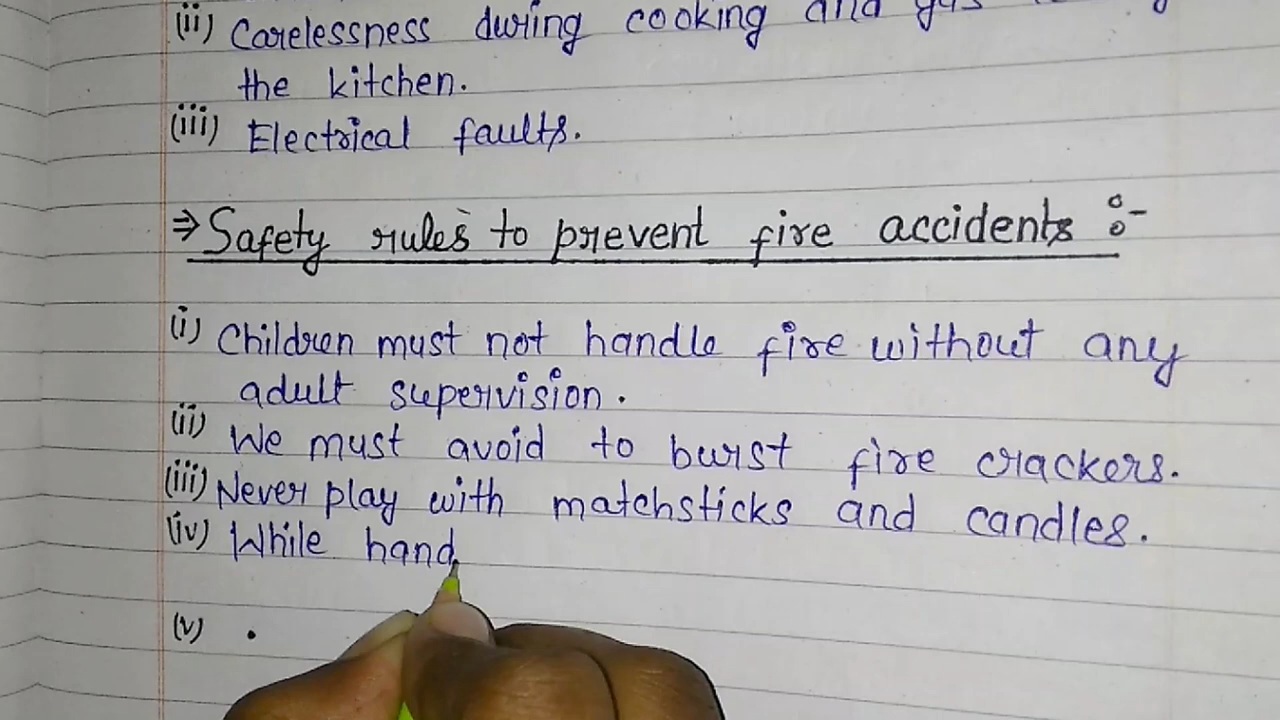 (ii) Carelessness during cooking and gas
the kitchen.
(iii) Electrical faults.
⇒ Safety rules to prevent fire accidents :-
(i) Children must not handle fire without any
adult supervision.
(ii) We must avoid to burst fire crackers.
(iii) Never play with matchsticks and candles.
(iv) While hand
(v) .